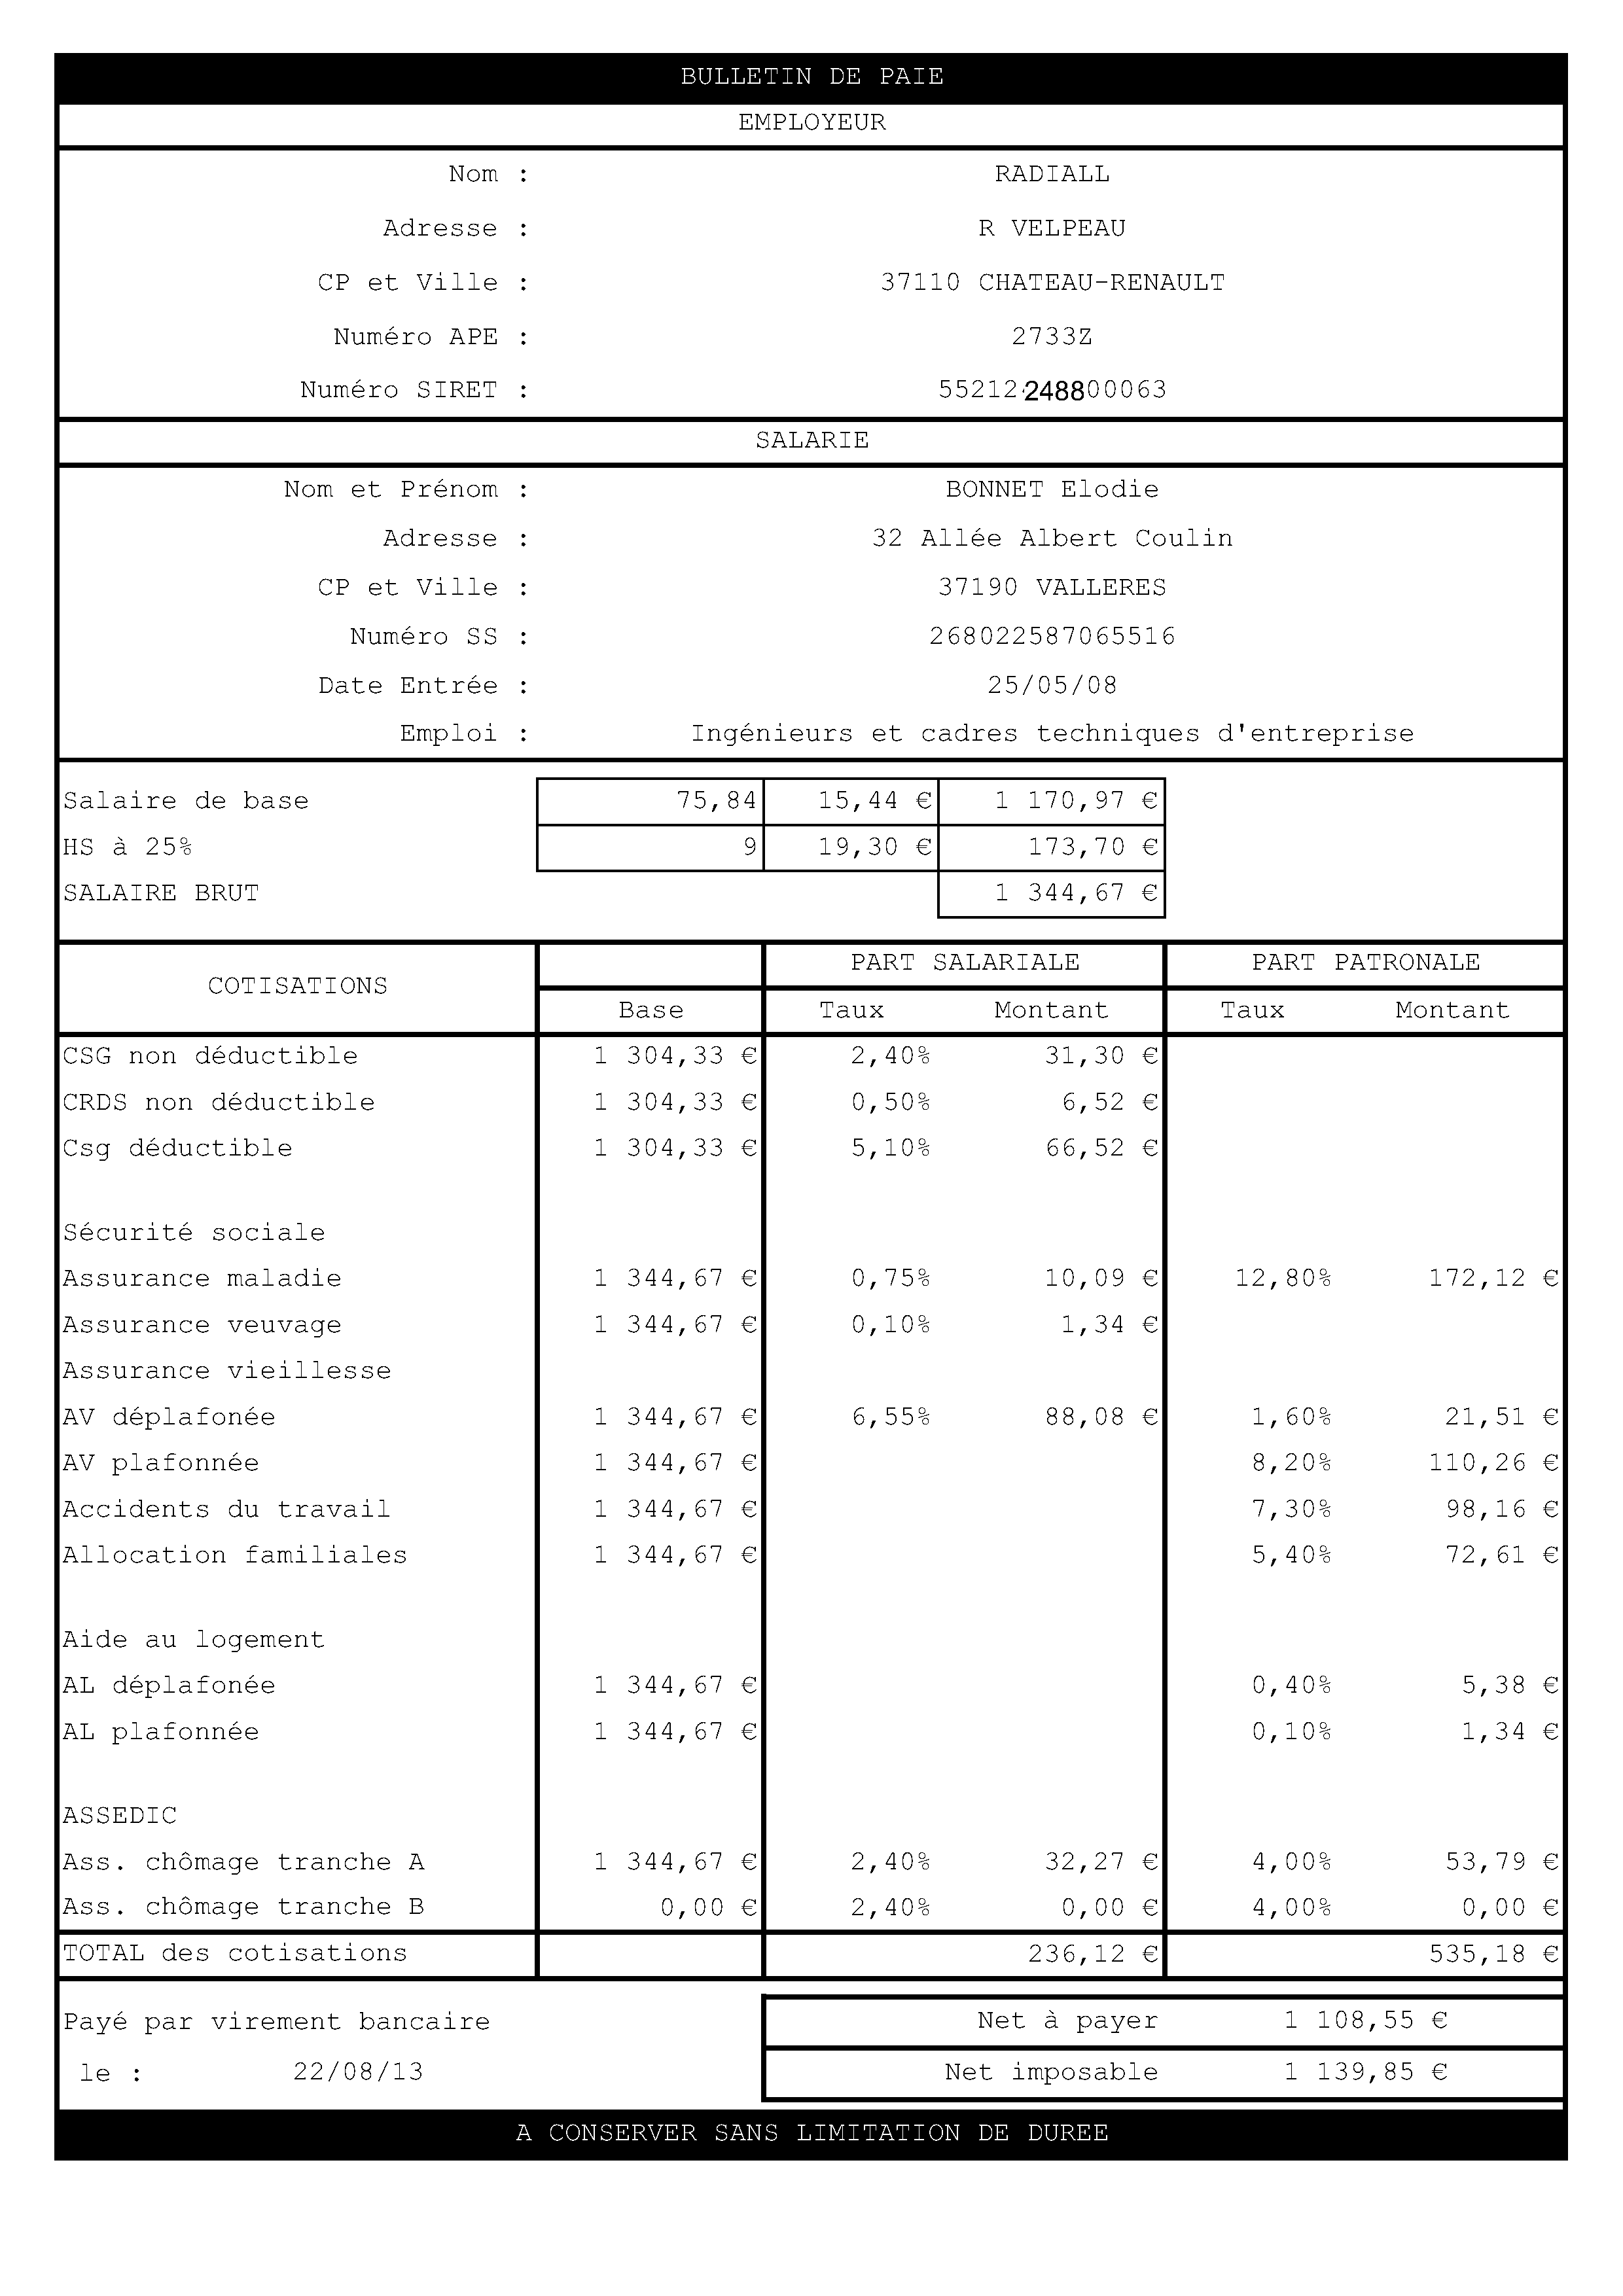 BULLETIN DE PAIE
EMPLOYEUR
Nom : RADIALL
Adresse : R VELPEAU
CP et Ville : 37110 CHATEAU-RENAULT
Numéro APE : 2733Z
Numéro SIRET : 55212248800063
SALARIE
Nom et Prénom : BONNET Elodie
Adresse : 32 Allée Albert Coulin
CP et Ville : 37190 VALLERES
Numéro SS : 268022587065516
Date Entrée : 25/05/08
Emploi : Ingénieurs et cadres techniques d'entreprise
Salaire de base 75,84 15,44 € 1 170,97 €
HS à 25% 9 19,30 € 173,70 €
SALAIRE BRUT 1 344,67 €
COTISATIONS PART SALARIALE PART PATRONALE
Base Taux Montant Taux Montant
CSG non déductible 1 304,33 € 2,40% 31,30 €
CRDS non déductible 1 304,33 € 0,50% 6,52 €
Csg déductible 1 304,33 € 5,10% 66,52 €
Sécurité sociale
Assurance maladie 1 344,67 € 0,75% 10,09 € 12,80% 172,12 €
Assurance veuvage 1 344,67 € 0,10% 1,34 €
Assurance vieillesse
AV déplafonée 1 344,67 € 6,55% 88,08 € 1,60% 21,51 €
AV plafonnée 1 344,67 € 8,20% 110,26 €
Accidents du travail 1 344,67 € 7,30% 98,16 €
Allocation familiales 1 344,67 € 5,40% 72,61 €
Aide au logement
AL déplafonée 1 344,67 € 0,40% 5,38 €
AL plafonnée 1 344,67 € 0,10% 1,34 €
ASSEDIC
Ass. chômage tranche A 1 344,67 € 2,40% 32,27 € 4,00% 53,79 €
Ass. chômage tranche B 0,00 € 2,40% 0,00 € 4,00% 0,00 €
TOTAL des cotisations 236,12 € 535,18 €
Payé par virement bancaire Net à payer 1 108,55 €
le : 22/08/13 Net imposable 1 139,85 €
A CONSERVER SANS LIMITATION DE DUREE